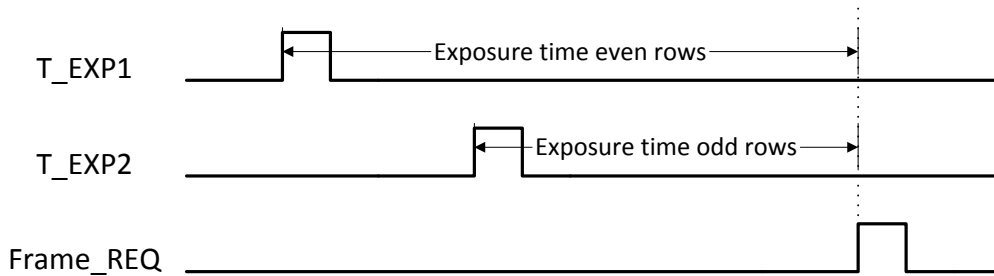 Exposure time even rows
T_EXP1
Exposure time odd rows
T_EXP2
Frame_REQ